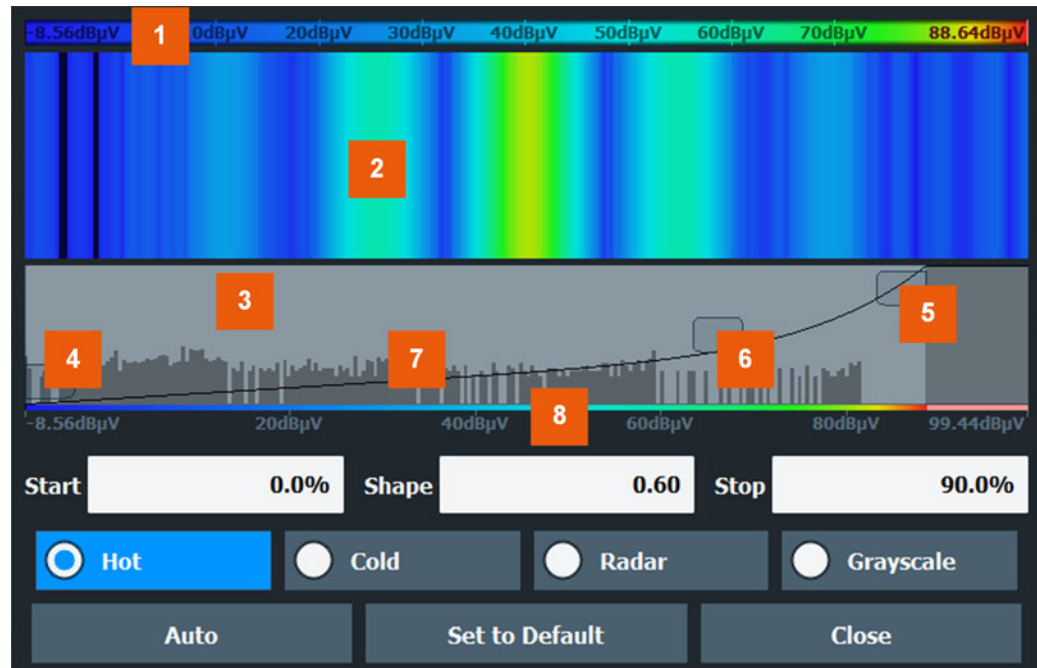 -8.56dBµV 1 0dBµV 20dBµV 30dBµV 40dBµV 50dBµV 60dBµV 70dBµV 88.64dBµV
2
3
5
4 7 6
8
-8.56dBµV 20dBµV 40dBµV 60dBµV 80dBµV 99.44dBµV
Start 0.0% Shape 0.60 Stop 90.0%
Hot Cold Radar Grayscale
Auto Set to Default Close